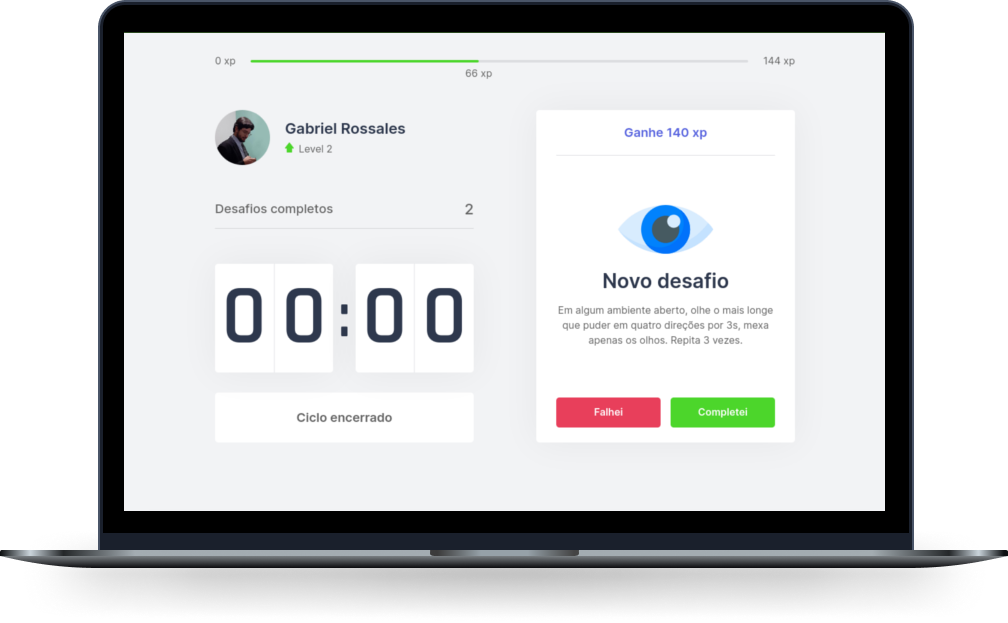 0 xp
66 xp
144 xp
Gabriel Rossales
Level 2
Desafios completos 2
00:00
Ciclo encerrado
Ganhe 140 xp
Novo desafio
Em algum ambiente aberto, olhe o mais longe
que puder em quatro direções por 3s, mexa
apenas os olhos. Repita 3 vezes.
Falhei
Completei